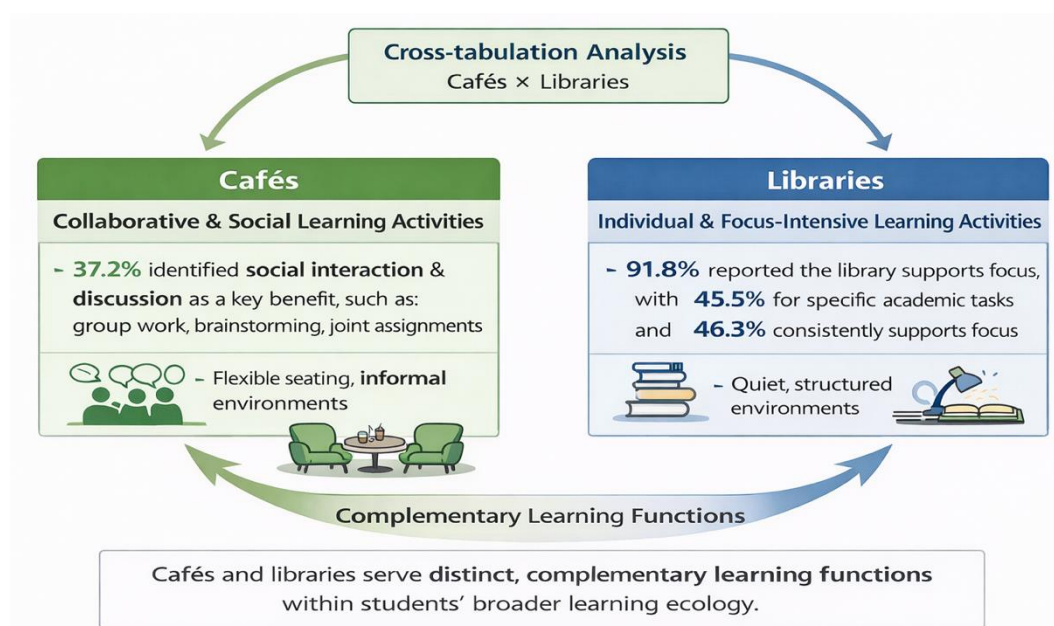 Cross-tabulation Analysis
Cafés × Libraries
Cafés
Collaborative & Social Learning Activities
- 37.2% identified social interaction &
discussion as a key benefit, such as:
group work, brainstorming, joint assignments
- Flexible seating, informal
environments
Libraries
Individual & Focus-Intensive Learning Activities
- 91.8% reported the library supports focus,
with 45.5% for specific academic tasks
and 46.3% consistently supports focus
- Quiet, structured
environments
Complementary Learning Functions
Cafés and libraries serve distinct, complementary learning functions
within students' broader learning ecology.